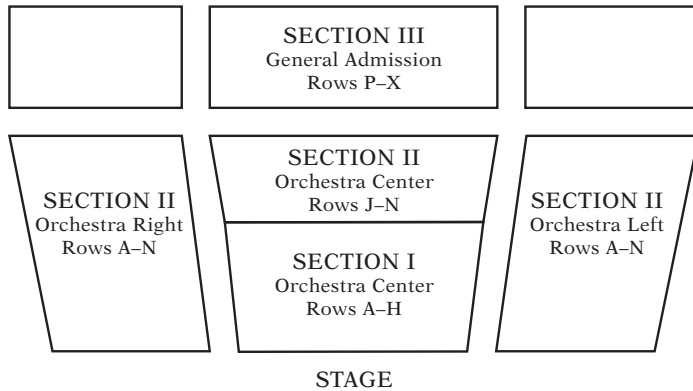 SECTION III
General Admission
Rows P–X
SECTION II
Orchestra Right
Rows A–N
SECTION II
Orchestra Center
Rows J–N
SECTION I
Orchestra Center
Rows A–H
SECTION II
Orchestra Left
Rows A–N
STAGE